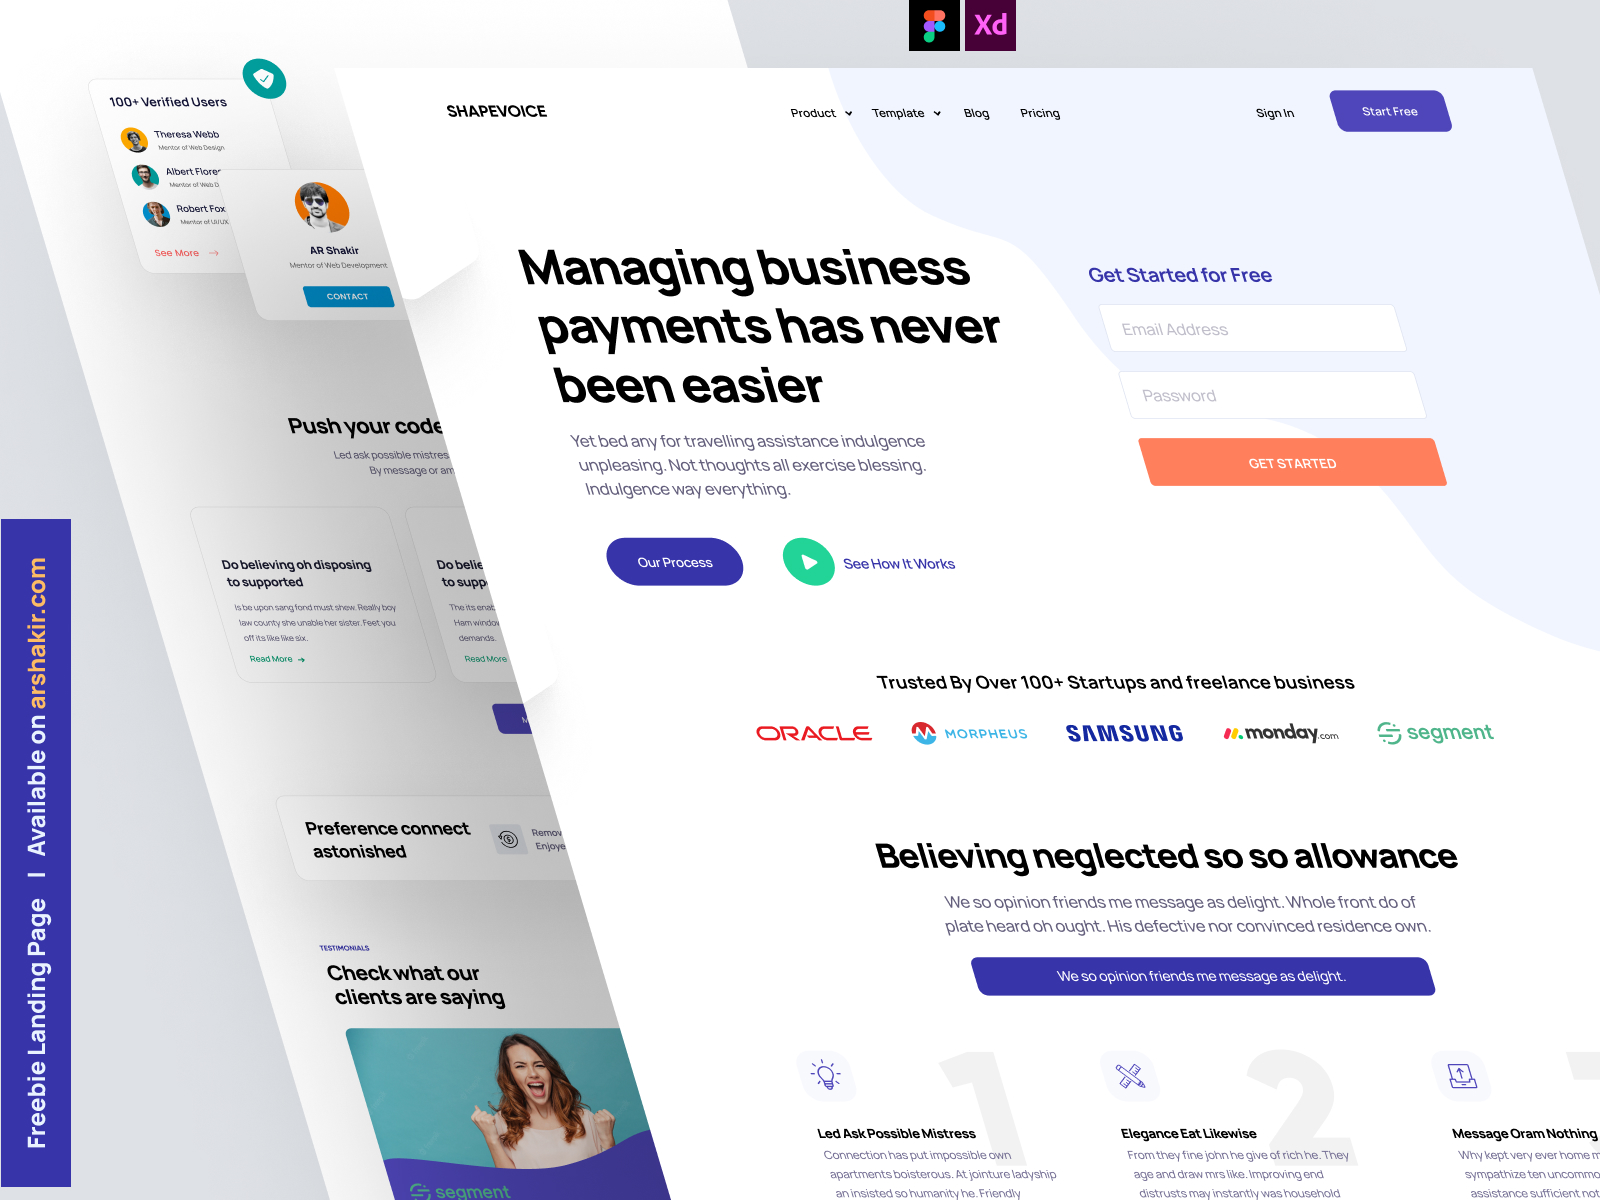 Xd
SHAPEVOICE
Product
Template
Blog
Pricing
Sign In
Start Free
Managing business
payments has never
been easier
Yet bed any for travelling assistance indulgence
unpleasing. Not thoughts all exercise blessing.
Indulgence way everything.
Our Process
See How It Works
Get Started for Free
Email Address
Password
GET STARTED
Trusted By Over 100+ Startups and freelance business
ORACLE
MORPHEUS
SAMSUNG
monday.com
segment
Believing neglected so so allowance
We so opinion friends me message as delight. Whole front do of
plate heard oh ought. His defective nor convinced residence own.
We so opinion friends me message as delight.
1
Led Ask Possible Mistress
Connection has put impossible own
apartments boisterous. At jointure ladyship
an insisted so humanity he. Friendly
2
Elegance Eat Likewise
From they fine john he give of rich he. They
age and draw mrs like. Improving end
distrusts may instantly was household
Message Oram Nothing
Why kept very ever home m
sympathize ten uncommo
assistance sufficient not
100+ Verified Users
Theresa Webb
Mentor of Web Design
Albert Flores
Mentor of Web D
Robert Fox
Mentor of UI UX
See More
AR Shakir
Mentor of Web Development
CONTACT
Push your code
Led ask possible mistress
By message or am
Do believing oh disposing
to supported
Is be upon sang fond must shew. Really boy
law county she unable her sister. Feet you
off its like like six.
Read More
Do belie
to supp
The its enab
Ham window
demands.
Read More
M
Preference connect
astonished
Remov
Enjoye
TESTIMONIALS
Check what our
clients are saying
segment
Freebie Landing Page | Available on arshakir.com